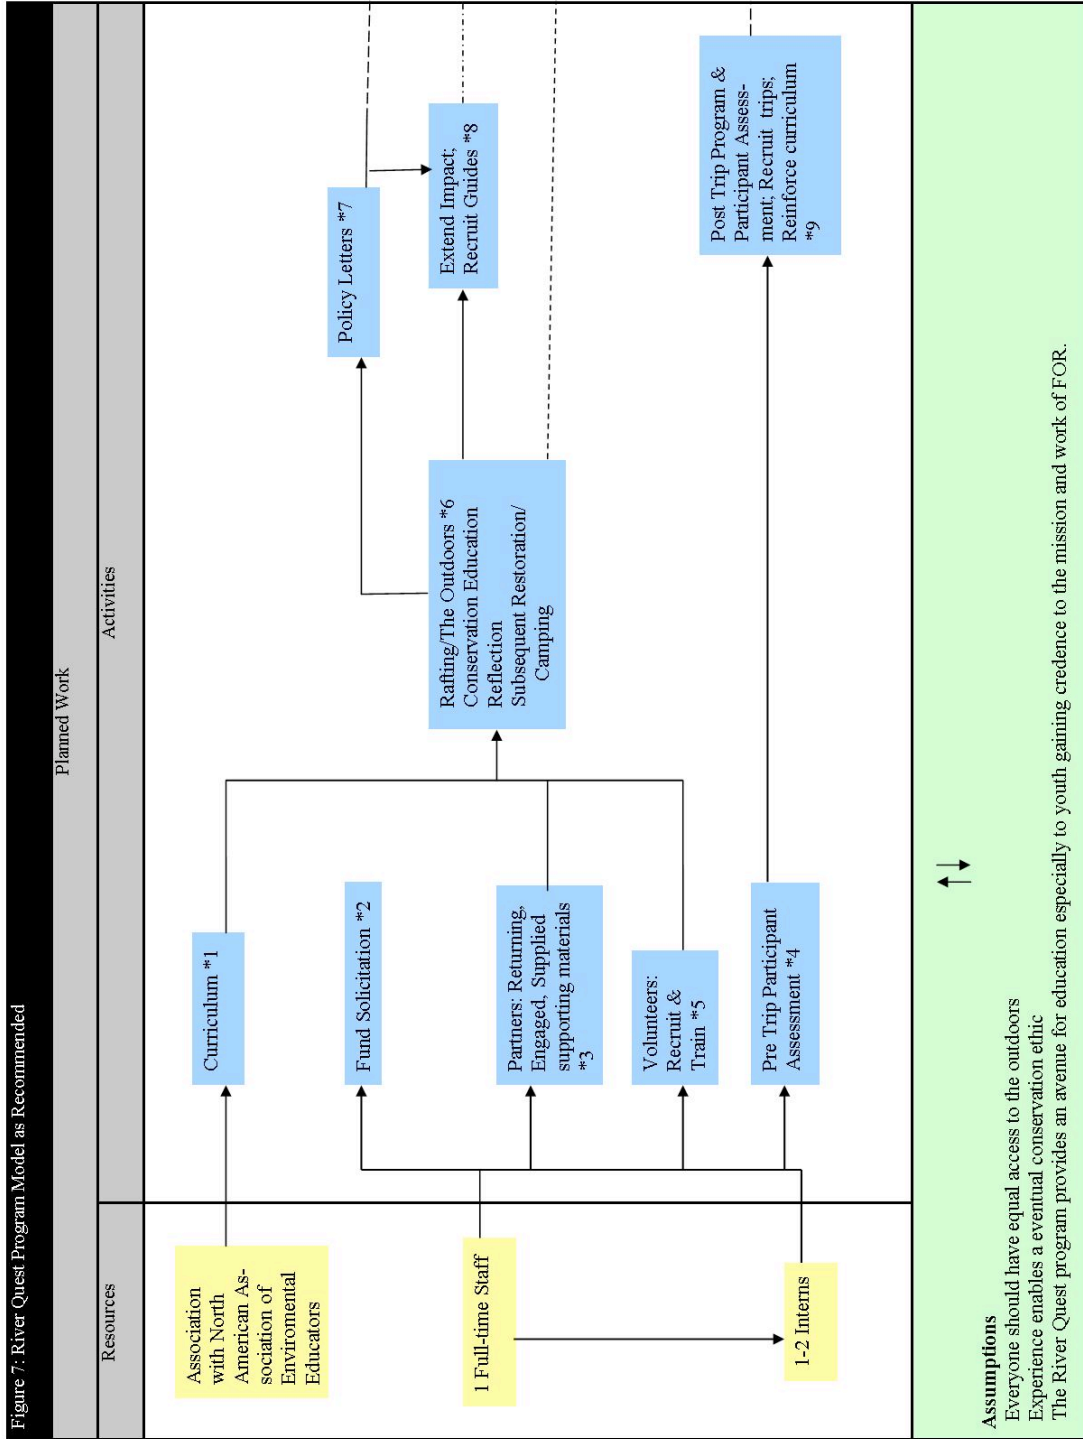 Figure 7: River Quest Program Model as Recommended
Planned Work
Resources
Activities
Association
with North
American As-
sociation of
Enviromental
Educators
1 Full-time Staff
1-2 Interns
Curriculum *1
Fund Solicitation *2
Partners: Returning,
Engaged, Supplied
supporting materials
*3
Volunteers:
Recruit &
Train *5
Pre Trip Participant
Assessment *4
Rafting/The Outdoors *6
Conservation Education
Reflection
Subsequent Restoration/
Camping
Policy Letters *7
Extend Impact;
Recruit Guides *8
Post Trip Program &
Participant Assess-
ment; Recruit trips;
Reinforce curriculum
*9
Assumptions
Everyone should have equal access to the outdoors
Experience enables a eventual conservation ethic
The River Quest program provides an avenue for education especially to youth gaining credence to the mission and work of FOR.